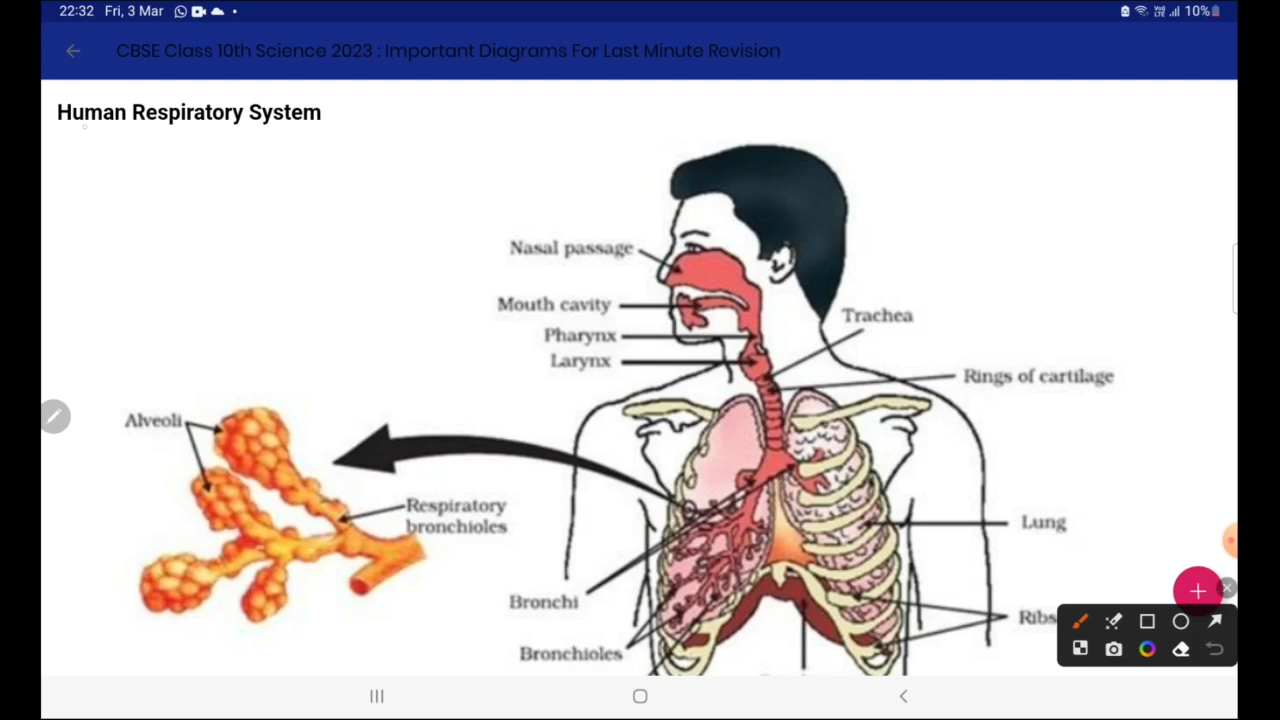 22:32 Fri, 3 Mar
10%
CBSE Class 10th Science 2023 : Important Diagrams For Last Minute Revision
Human Respiratory System
Nasal passage
Mouth cavity
Pharynx
Larynx
Trachea
Rings of cartilage
Alveoli
Respiratory
bronchioles
Lung
Bronchi
Ribs
Bronchioles